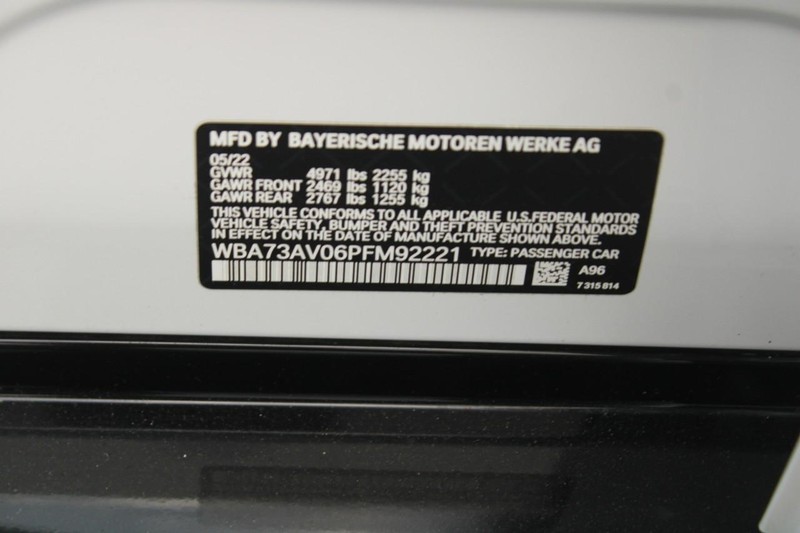 MFD BY BAYERISCHE MOTOREN WERKE AG
05/22
GVWR 4971 lbs 2255 kg
GAWR FRONT 2469 lbs 1120 kg
GAWR REAR 2767 lbs 1255 kg
THIS VEHICLE CONFORMS TO ALL APPLICABLE U.S.FEDERAL MOTOR
VEHICLE SAFETY, BUMPER AND THEFT PREVENTION STANDARDS
IN EFFECT ON THE DATE OF MANUFACTURE SHOWN ABOVE.
WBA73AV06PFM92221 TYPE: PASSENGER CAR
A96
7 315 814